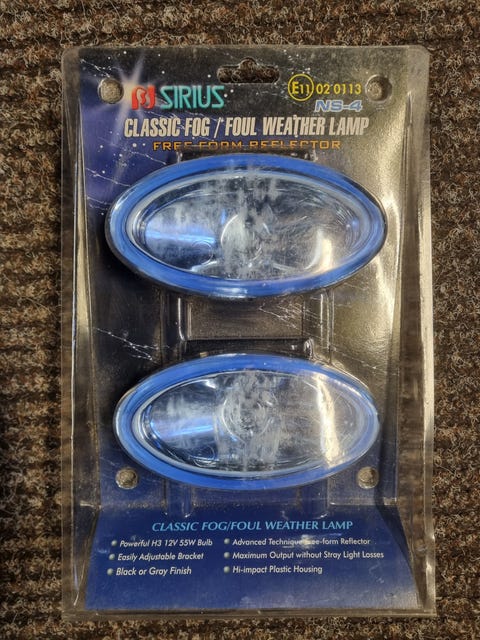 SIRIUS
E11 02 0113
NS-4
CLASSIC FOG / FOUL WEATHER LAMP
FREE FORM REFLECTOR
CLASSIC FOG/FOUL WEATHER LAMP
Powerful H3 12V 55W Bulb
Easily Adjustable Bracket
Black or Gray Finish
Advanced Technique Free-form Reflector
Maximum Output without Stray Light Losses
Hi-impact Plastic Housing